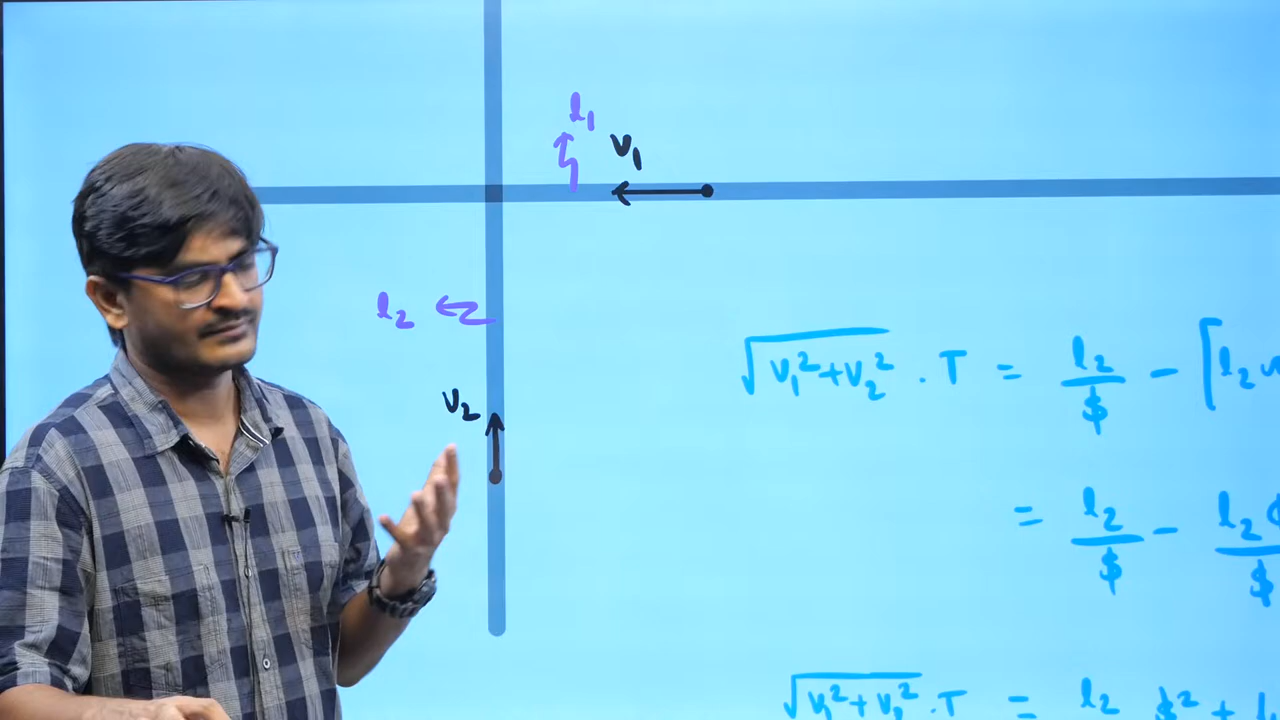 l₁
v₁
l₂
v₂
√(v₁²+v₂²) . T = l₂/$ - [l₂
= l₂/$ - l₂/$
√(v₁²+v₂²) . T = l₂ $² +